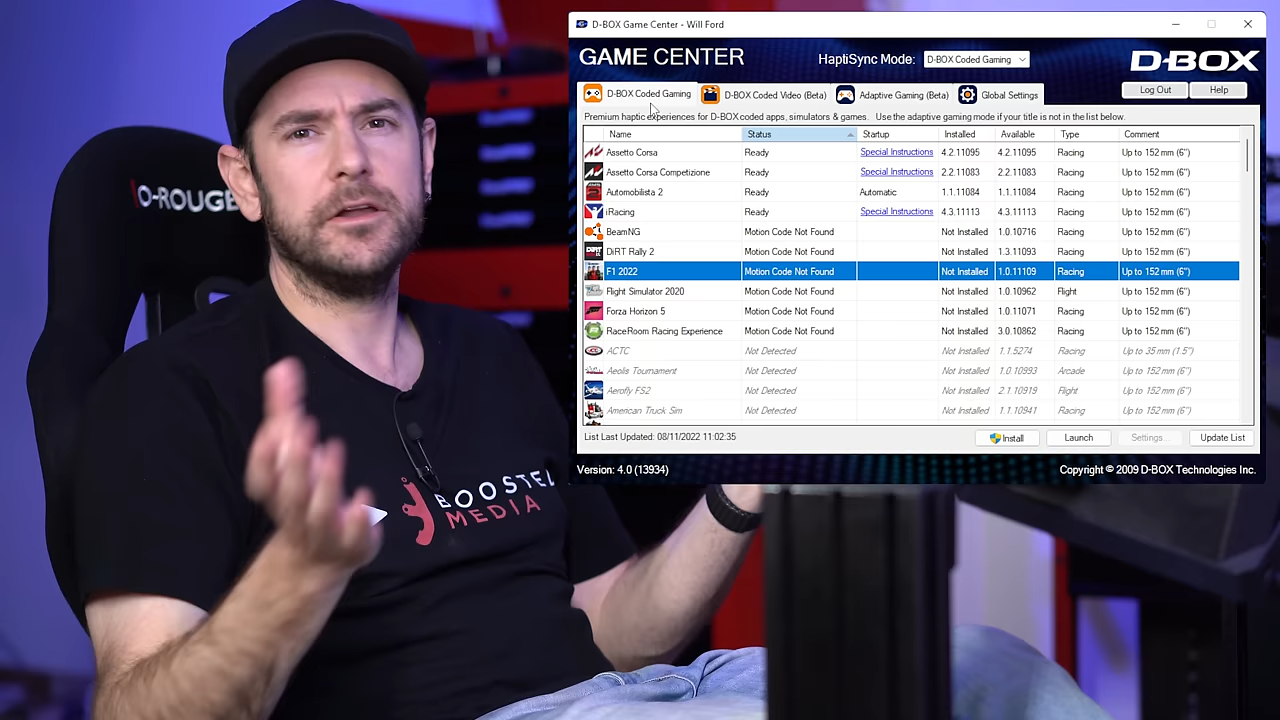 D-BOX Game Center - Will Ford
GAME CENTER
HaptiSync Mode: D-BOX Coded Gaming
D-BOX
D-BOX Coded Gaming D-BOX Coded Video (Beta) Adaptive Gaming (Beta) Global Settings Log Out Help
Premium haptic experiences for D-BOX coded apps, simulators & games. Use the adaptive gaming mode if your title is not in the list below.
Name Status Startup Installed Available Type Comment
Assetto Corsa Ready Special Instructions 4.2.11095 4.2.11095 Racing Up to 152 mm (6")
Assetto Corsa Competizione Ready Special Instructions 2.2.11083 2.2.11083 Racing Up to 152 mm (6")
Automobilista 2 Ready Automatic 1.1.11084 1.1.11084 Racing Up to 152 mm (6")
iRacing Ready Special Instructions 4.3.11113 4.3.11113 Racing Up to 152 mm (6")
BeamNG Motion Code Not Found Not Installed 1.0.10716 Racing Up to 152 mm (6")
DiRT Rally 2 Motion Code Not Found Not Installed 1.3.11093 Racing Up to 152 mm (6")
F1 2022 Motion Code Not Found Not Installed 1.0.11109 Racing Up to 152 mm (6")
Flight Simulator 2020 Motion Code Not Found Not Installed 1.0.10962 Flight Up to 152 mm (6")
Forza Horizon 5 Motion Code Not Found Not Installed 1.0.11071 Racing Up to 152 mm (6")
RaceRoom Racing Experience Motion Code Not Found Not Installed 3.0.10862 Racing Up to 152 mm (6")
ACTC Not Detected Not Installed 1.1.5274 Racing Up to 35 mm (1.5")
Aeolis Tournament Not Detected Not Installed 1.0.10993 Arcade Up to 152 mm (6")
Aerofly FS2 Not Detected Not Installed 2.1.10919 Flight Up to 152 mm (6")
American Truck Sim Not Detected Not Installed 1.1.10941 Racing Up to 152 mm (6")
List Last Updated: 08/11/2022 11:02:35 Install Launch Settings... Update List
Version: 4.0 (13934) Copyright © 2009 D-BOX Technologies Inc.
O-ROUGE
BOOSTED
MEDIA